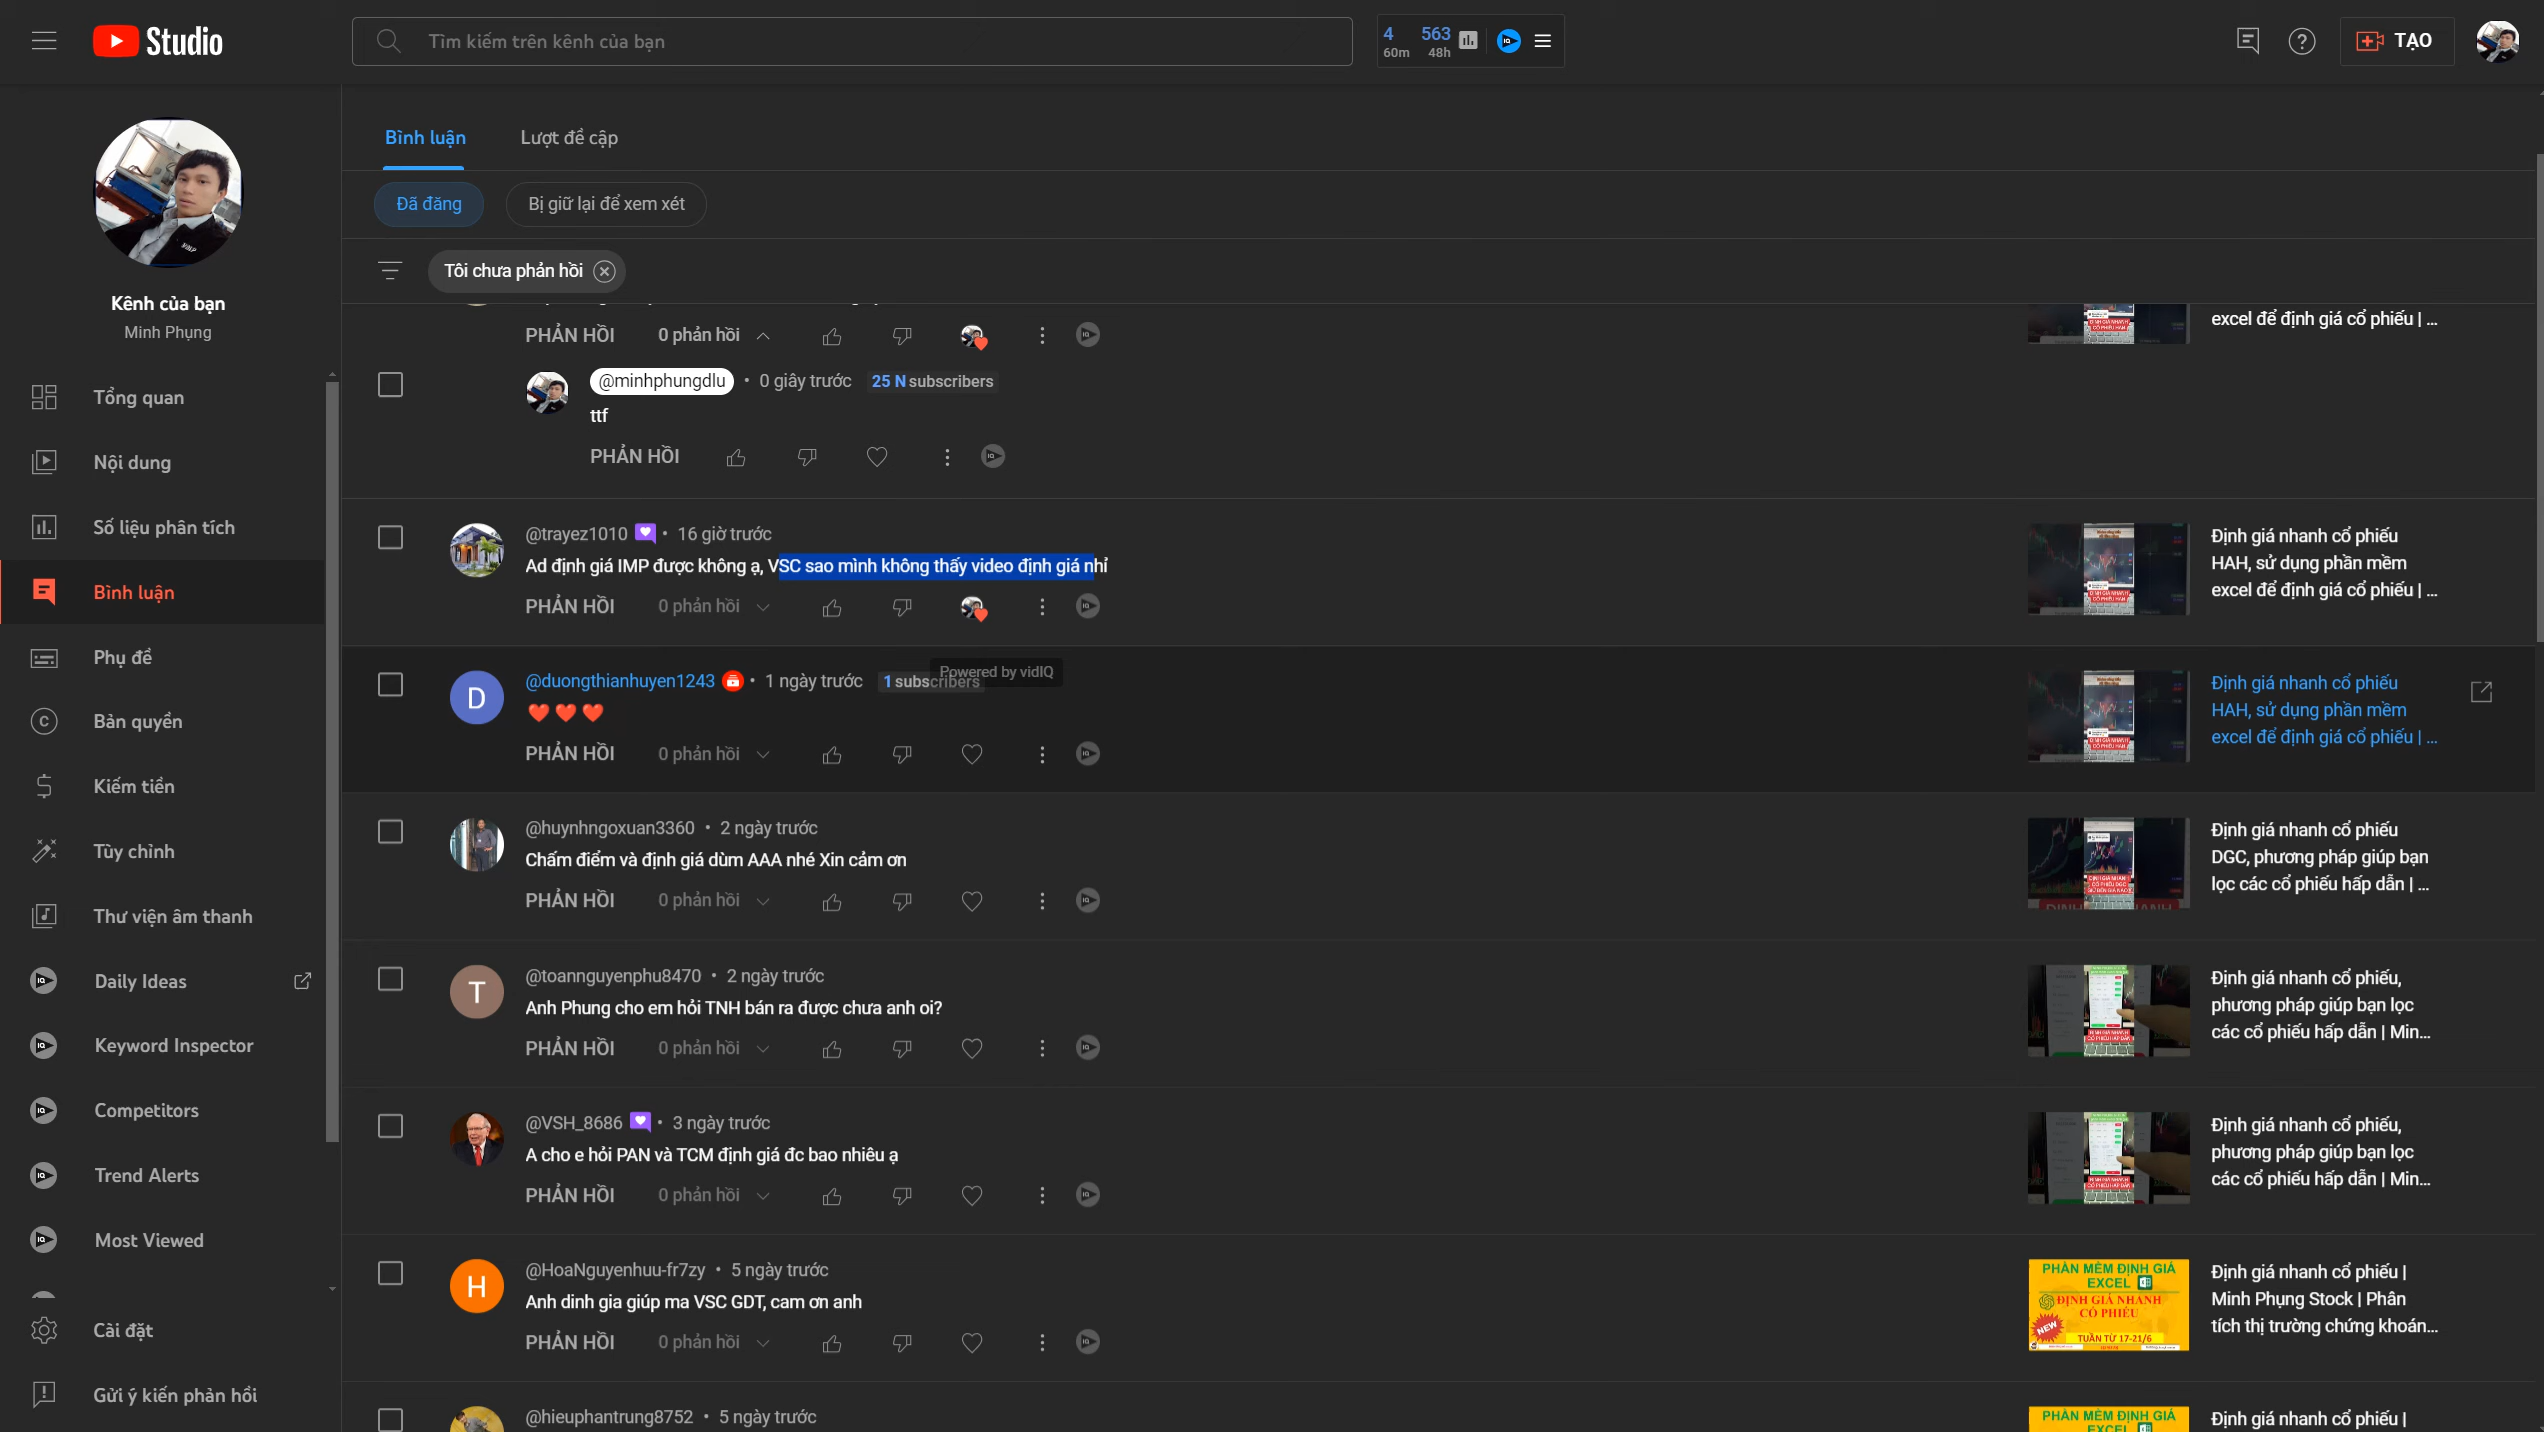 Studio
Tìm kiếm trên kênh của bạn
4 563
60m 48h
TẠO
Kênh của bạn
Minh Phụng
Tổng quan
Nội dung
Số liệu phân tích
Bình luận
Phụ đề
Bản quyền
Kiếm tiền
Tùy chỉnh
Thư viện âm thanh
Daily Ideas
Keyword Inspector
Competitors
Trend Alerts
Most Viewed
Cài đặt
Gửi ý kiến phản hồi
Bình luận Lượt đề cập
Đã đăng Bị giữ lại để xem xét
Tôi chưa phản hồi
PHẢN HỒI 0 phản hồi
excel để định giá cổ phiếu | ...
@minhphungdlu • 0 giây trước 25 N subscribers
ttf
PHẢN HỒI
@trayez1010 • 16 giờ trước
Ad định giá IMP được không ạ, VSC sao mình không thấy video định giá nhỉ
PHẢN HỒI 0 phản hồi
Định giá nhanh cổ phiếu
HAH, sử dụng phần mềm
excel để định giá cổ phiếu | ...
Powered by vidIQ
@duongthianhuyen1243 • 1 ngày trước 1 subscribers
PHẢN HỒI 0 phản hồi
Định giá nhanh cổ phiếu
HAH, sử dụng phần mềm
excel để định giá cổ phiếu | ...
@huynhngoxuan3360 • 2 ngày trước
Chấm điểm và định giá dùm AAA nhé Xin cảm ơn
PHẢN HỒI 0 phản hồi
Định giá nhanh cổ phiếu
DGC, phương pháp giúp bạn
lọc các cổ phiếu hấp dẫn | ...
T
@toannguyenphu8470 • 2 ngày trước
Anh Phung cho em hỏi TNH bán ra được chưa anh oi?
PHẢN HỒI 0 phản hồi
Định giá nhanh cổ phiếu,
phương pháp giúp bạn lọc
các cổ phiếu hấp dẫn | Min...
@VSH_8686 • 3 ngày trước
A cho e hỏi PAN và TCM định giá đc bao nhiêu ạ
PHẢN HỒI 0 phản hồi
Định giá nhanh cổ phiếu,
phương pháp giúp bạn lọc
các cổ phiếu hấp dẫn | Min...
H
@HoaNguyenhuu-fr7zy • 5 ngày trước
Anh dinh gia giúp ma VSC GDT, cam ơn anh
PHẢN HỒI 0 phản hồi
PHẦN MỀM ĐỊNH GIÁ
EXCEL
ĐỊNH GIÁ NHANH
CỔ PHIẾU
NEW
TUẦN TỪ 17-21/6
Định giá nhanh cổ phiếu |
Minh Phụng Stock | Phân
tích thị trường chứng khoán...
@hieuphantrung8752 • 5 ngày trước
PHẦN MỀM ĐỊNH GIÁ
EXCEL
Định giá nhanh cổ phiếu |
D